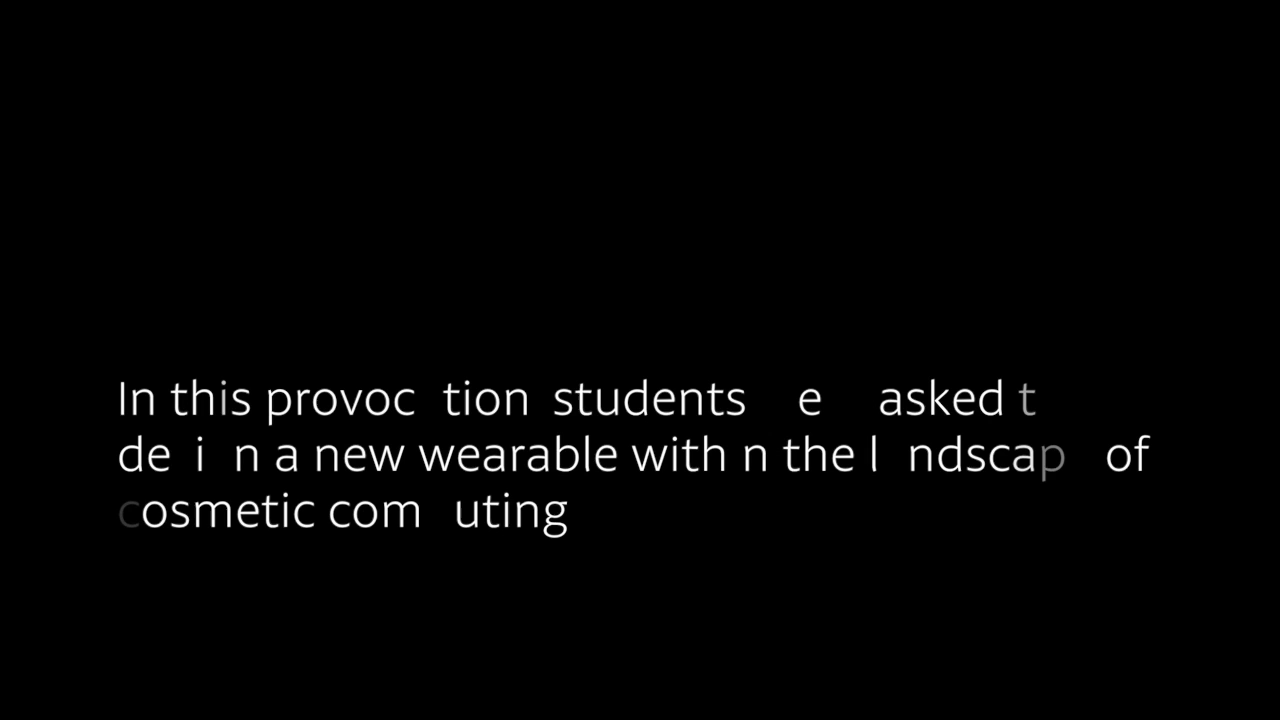 In this provoc tion students e asked t
de i n a new wearable with n the l ndscap of
cosmetic com uting